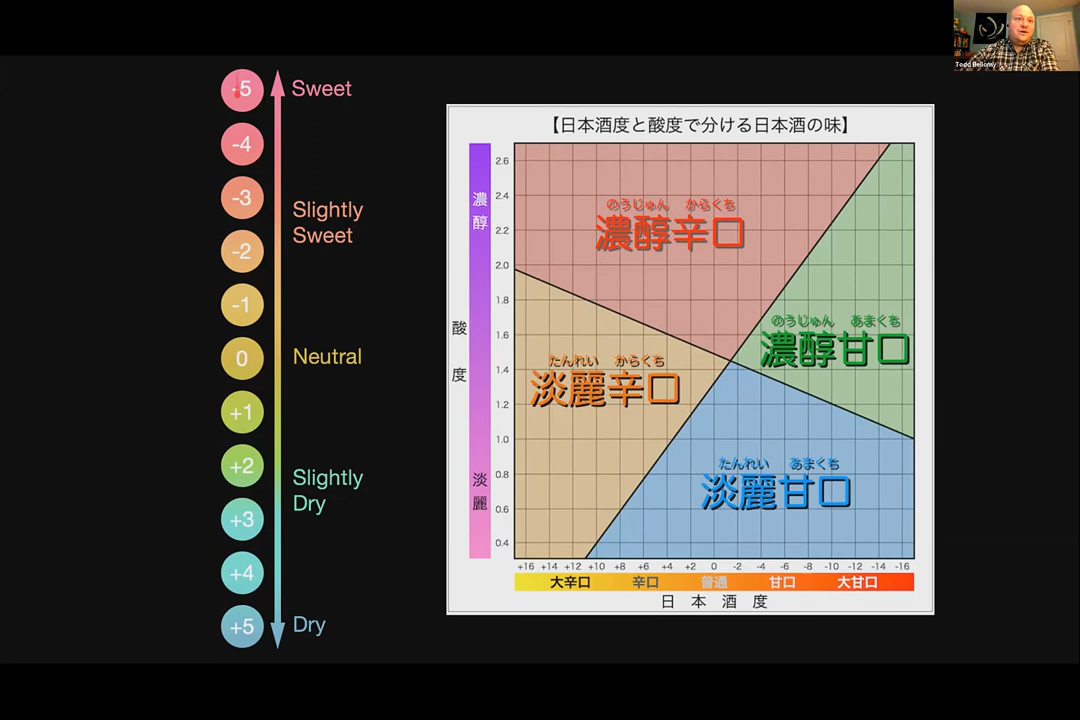 Todd Bellomy
-5
-4
-3
-2
-1
0
+1
+2
+3
+4
+5
Sweet
Slightly
Sweet
Neutral
Slightly
Dry
Dry
【日本酒度と酸度で分ける日本酒の味】
酸度
濃醇
淡麗
2.6
2.4
2.2
2.0
1.8
1.6
1.4
1.2
1.0
0.8
0.6
0.4
のうじゅん からくち
濃醇辛口
のうじゅん あまくち
濃醇甘口
たんれい からくち
淡麗辛口
たんれい あまくち
淡麗甘口
+16 +14 +12 +10 +8 +6 +4 +2 0 -2 -4 -6 -8 -10 -12 -14 -16
大辛口 辛口 普通 甘口 大甘口
日本酒度